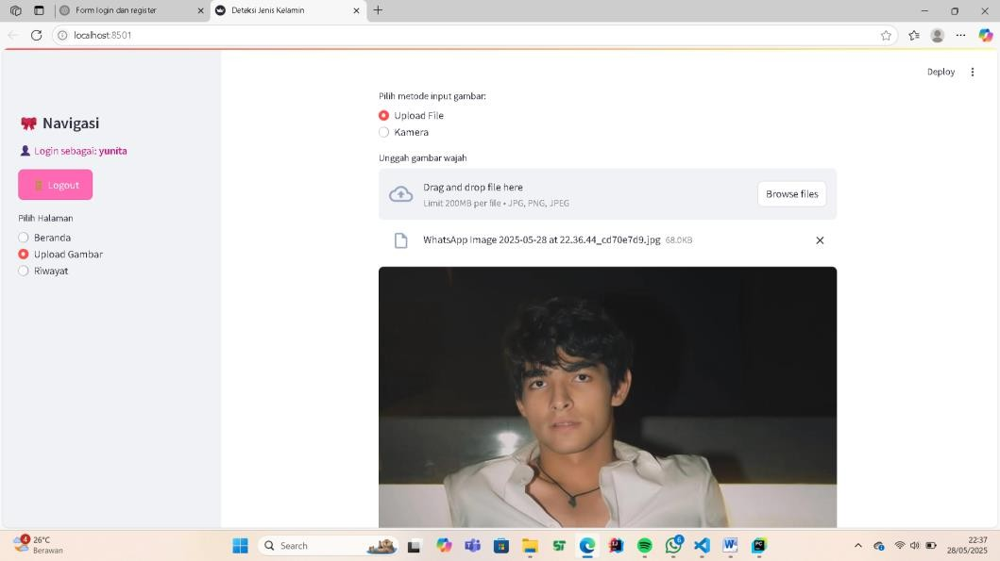 Form login dan register
Deteksi Jenis Kelamin
localhost:8501
Deploy
Navigasi
Login sebagai: yunita
Logout
Pilih Halaman
Beranda
Upload Gambar
Riwayat
Pilih metode input gambar:
Upload File
Kamera
Unggah gambar wajah
Drag and drop file here
Limit 200MB per file • JPG, PNG, JPEG
Browse files
WhatsApp Image 2025-05-28 at 22.36.44_cd70e7d9.jpg 68.0KB
4
26°C
Berawan
Search
6
22:37
28/05/2025